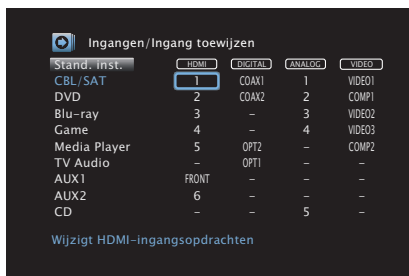 Ingangen/Ingang toewijzen
Stand. inst. HDMI DIGITAL ANALOG VIDEO
CBL/SAT 1 COAX1 1 VIDEO1
DVD 2 COAX2 2 COMP1
Blu-ray 3 – 3 VIDEO2
Game 4 – 4 VIDEO3
Media Player 5 OPT2 – COMP2
TV Audio – OPT1 – –
AUX1 FRONT – – –
AUX2 6 – – –
CD – – 5 –
Wijzigt HDMI-ingangsopdrachten